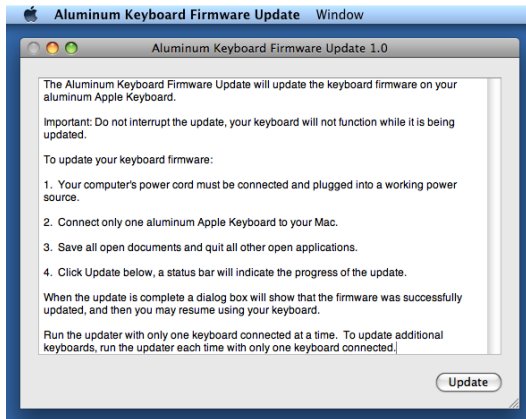 Aluminum Keyboard Firmware Update Window
Aluminum Keyboard Firmware Update 1.0
The Aluminum Keyboard Firmware Update will update the keyboard firmware on your
aluminum Apple Keyboard.
Important: Do not interrupt the update, your keyboard will not function while it is being
updated.
To update your keyboard firmware:
1. Your computer's power cord must be connected and plugged into a working power
source.
2. Connect only one aluminum Apple Keyboard to your Mac.
3. Save all open documents and quit all other open applications.
4. Click Update below, a status bar will indicate the progress of the update.
When the update is complete a dialog box will show that the firmware was successfully
updated, and then you may resume using your keyboard.
Run the updater with only one keyboard connected at a time. To update additional
keyboards, run the updater each time with only one keyboard connected.
Update